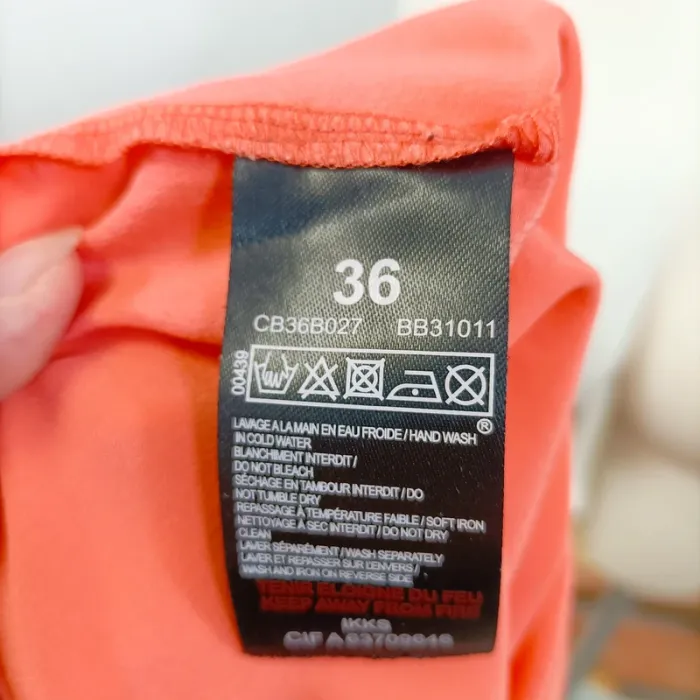 36
CB36B027 BB31011
00439
®
LAVAGE A LA MAIN EN EAU FROIDE / HAND WASH
IN COLD WATER
BLANCHIMENT INTERDIT /
DO NOT BLEACH
SÉCHAGE EN TAMBOUR INTERDIT / DO
NOT TUMBLE DRY
REPASSAGE À TEMPÉRATURE FAIBLE / SOFT IRON
NETTOYAGE À SEC INTERDIT / DO NOT DRY
CLEAN
LAVER SÉPARÉMENT / WASH SEPARATELY
LAVER ET REPASSER SUR L'ENVERS /
WASH AND IRON ON REVERSE SIDE
TENIR ELOIGNE DU FEU
KEEP AWAY FROM FIRE
IKKS
CIF A